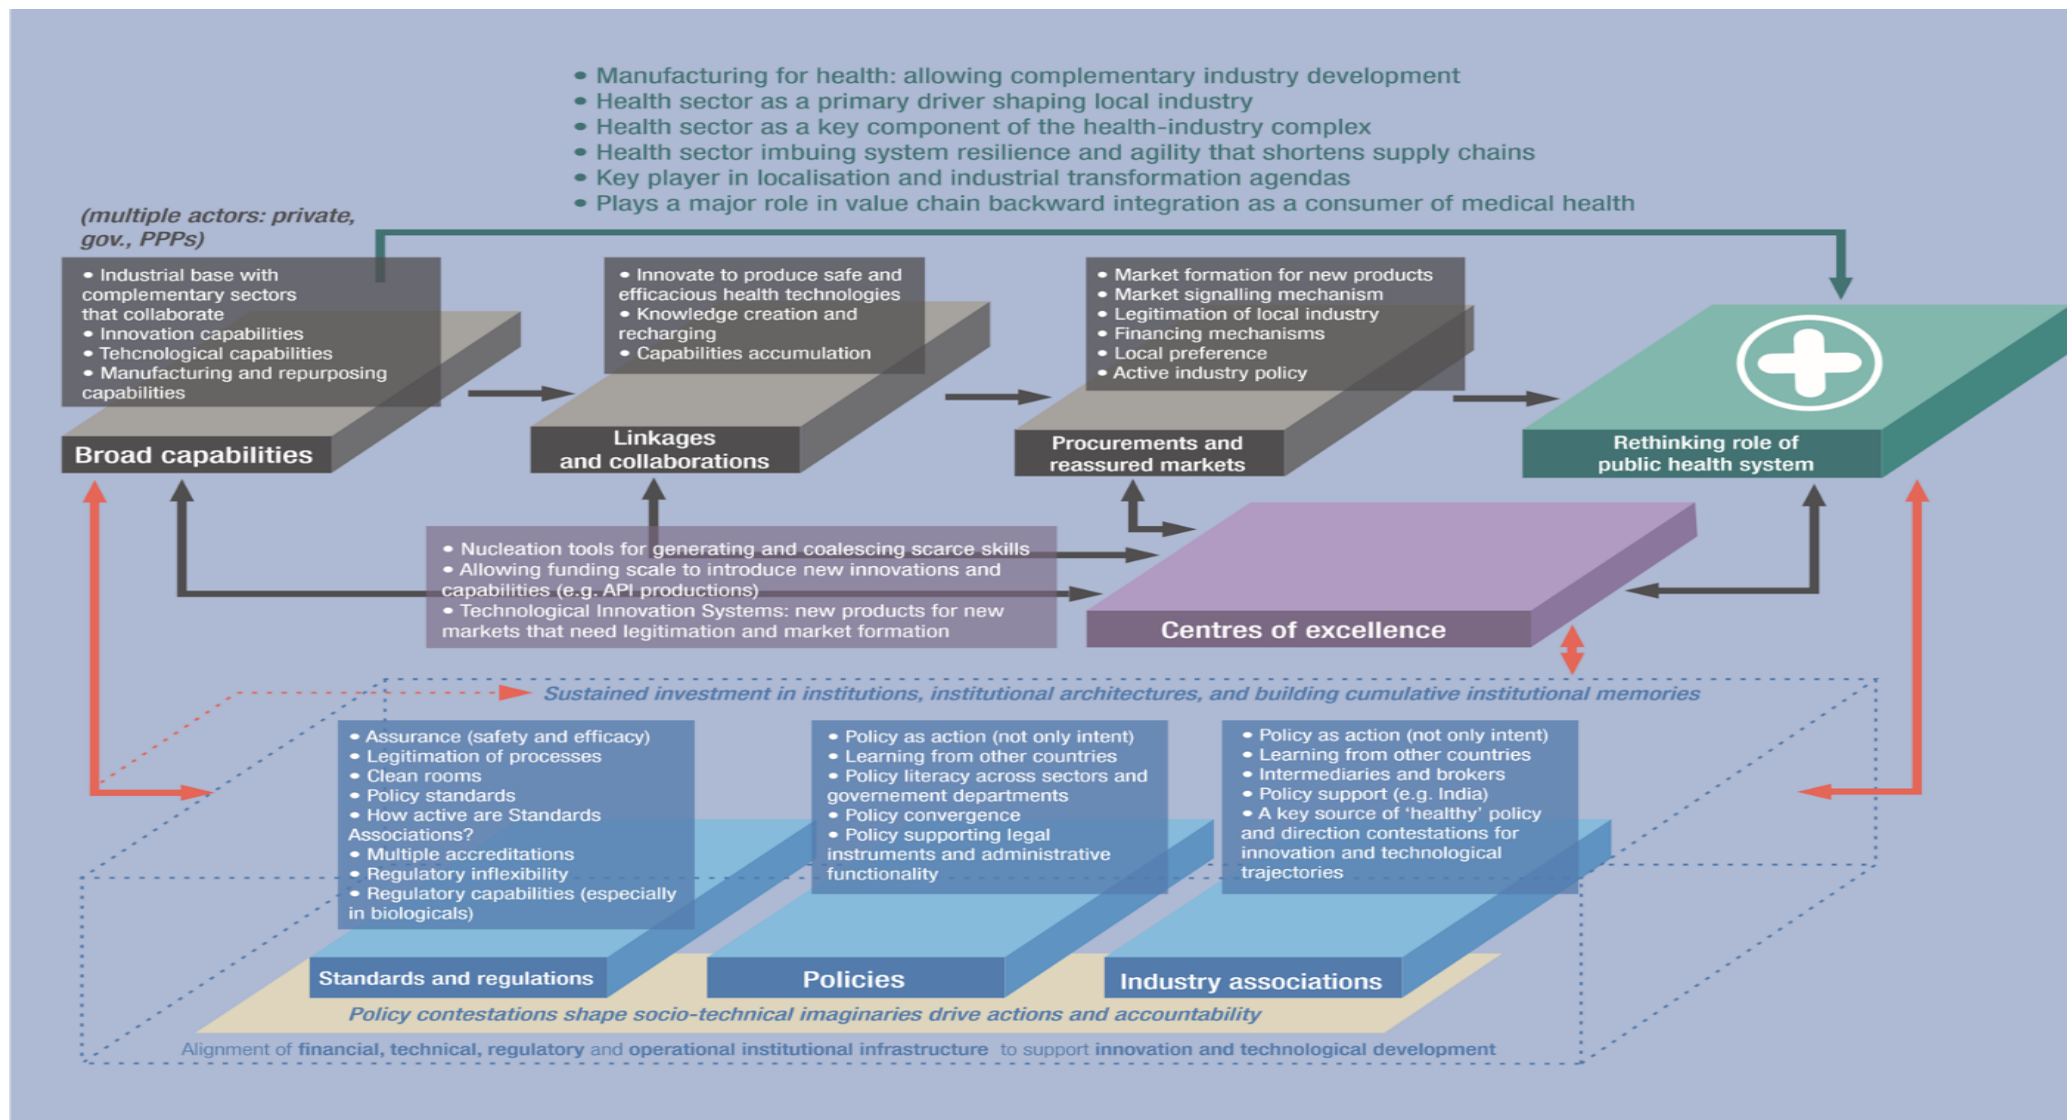 • Manufacturing for health: allowing complementary industry development
• Health sector as a primary driver shaping local industry
• Health sector as a key component of the health-industry complex
• Health sector imbuing system resilience and agility that shortens supply chains
• Key player in localisation and industrial transformation agendas
• Plays a major role in value chain backward integration as a consumer of medical health
(multiple actors: private,
gov., PPPs)
• Industrial base with
complementary sectors
that collaborate
• Innovation capabilities
• Tehcnological capabilities
• Manufacturing and repurposing
capabilities
Broad capabilities
• Innovate to produce safe and
efficacious health technologies
• Knowledge creation and
recharging
• Capabilities accumulation
Linkages
and collaborations
• Market formation for new products
• Market signalling mechanism
• Legitimation of local industry
• Financing mechanisms
• Local preference
• Active industry policy
Procurements and
reassured markets
Rethinking role of
public health system
• Nucleation tools for generating and coalescing scarce skills
• Allowing funding scale to introduce new innovations and
capabilities (e.g. API productions)
• Technological Innovation Systems: new products for new
markets that need legitimation and market formation
Centres of excellence
Sustained investment in institutions, institutional architectures, and building cumulative institutional memories
• Assurance (safety and efficacy)
• Legitimation of processes
• Clean rooms
• Policy standards
• How active are Standards
Associations?
• Multiple accreditations
• Regulatory inflexibility
• Regulatory capabilities (especially
in biologicals)
Standards and regulations
• Policy as action (not only intent)
• Learning from other countries
• Policy literacy across sectors and
governement departments
• Policy convergence
• Policy supporting legal
instruments and administrative
functionality
Policies
• Policy as action (not only intent)
• Learning from other countries
• Intermediaries and brokers
• Policy support (e.g. India)
• A key source of ‘healthy’ policy
and direction contestations for
innovation and technological
trajectories
Industry associations
Policy contestations shape socio-technical imaginaries drive actions and accountability
Alignment of financial, technical, regulatory and operational institutional infrastructure to support innovation and technological development